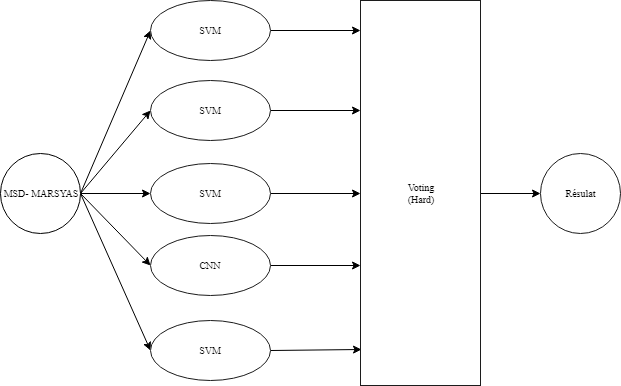 SVM
SVM
MSD- MARSYAS
SVM
Voting
(Hard)
Résulat
CNN
SVM